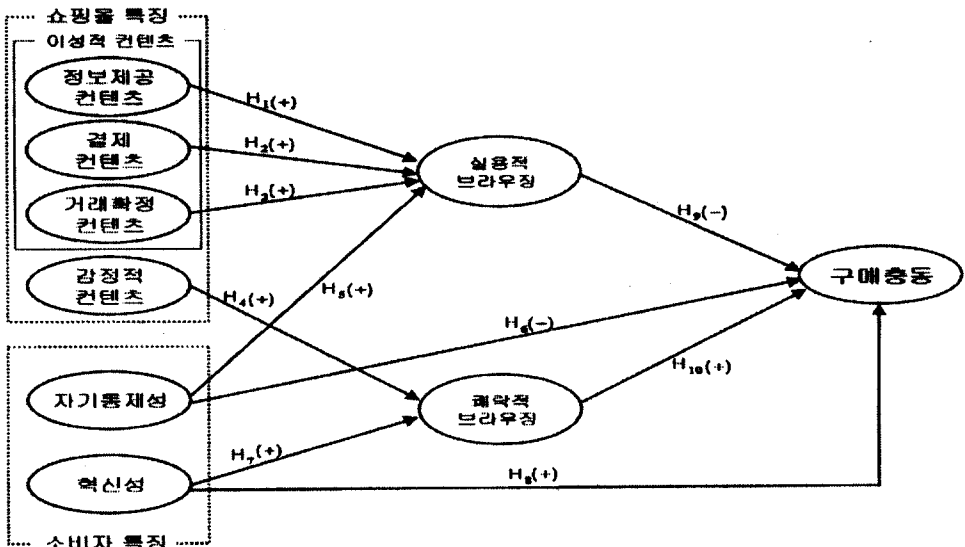 쇼핑몰 특징
이성적 컨텐츠
정보제공
컨텐츠
H₁(+)
결제
컨텐츠
H₂(+)
실용적
브라우징
거래확정
컨텐츠
H₃(+)
H₉(-)
감정적
컨텐츠
H₄(+)
H₅(+)
구매충동
H₆(-)
자기통제성
쾌락적
브라우징
H₁₀(+)
H₇(+)
혁신성
H₈(+)
소비자 특징